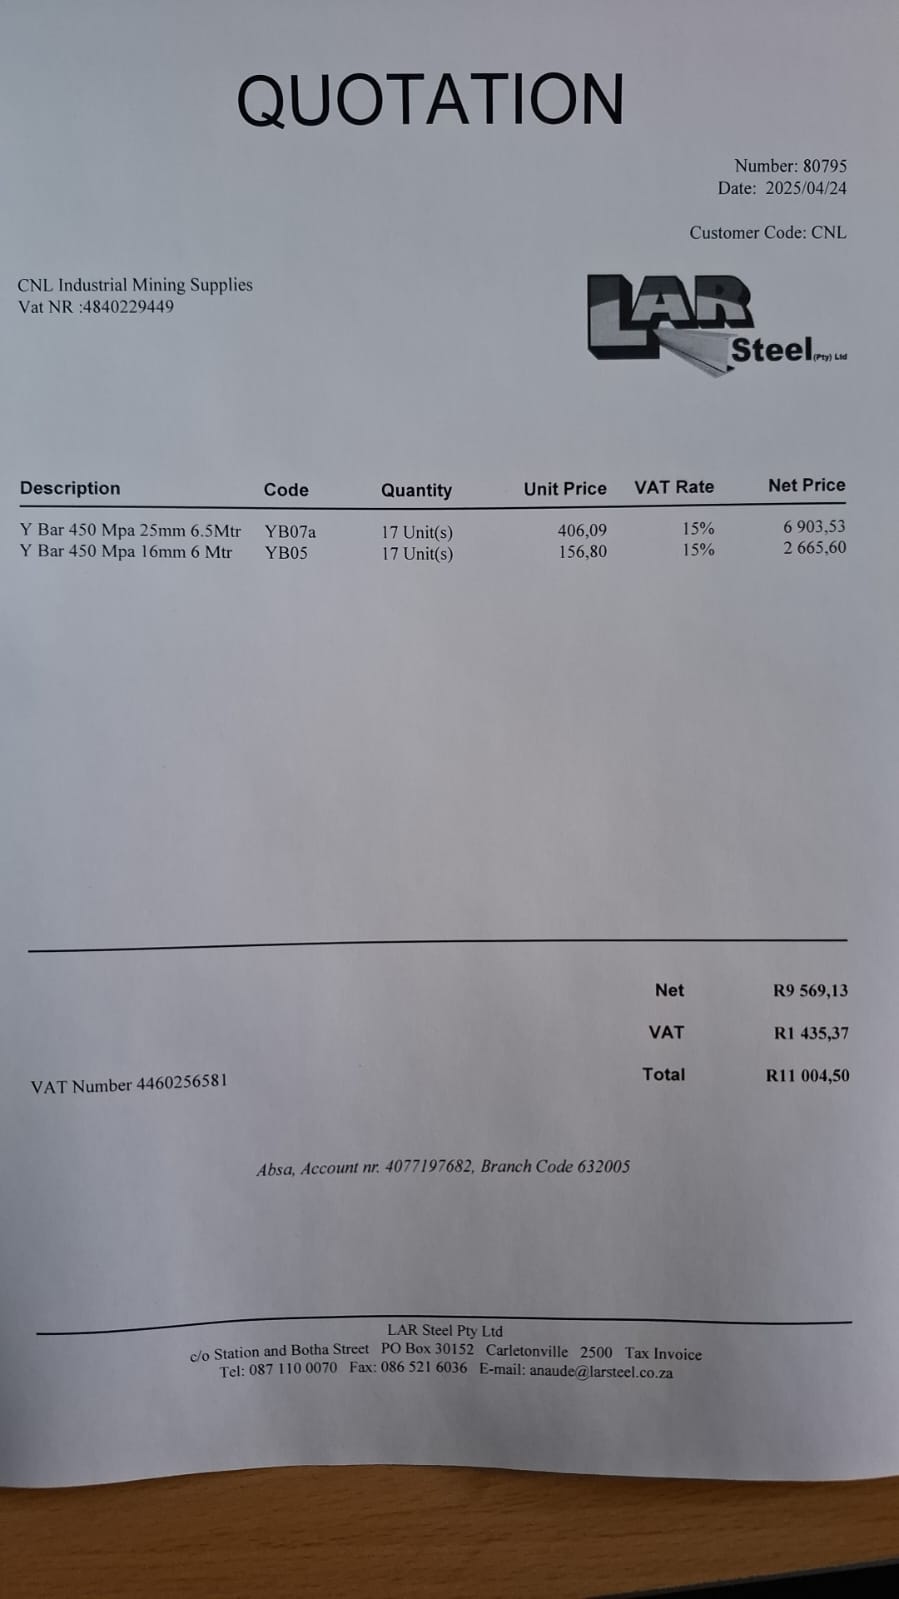 QUOTATION
Number: 80795
Date: 2025/04/24
Customer Code: CNL
CNL Industrial Mining Supplies
Vat NR :4840229449
LAR
Steel (Pty) Ltd
Description Code Quantity Unit Price VAT Rate Net Price
Y Bar 450 Mpa 25mm 6.5Mtr YB07a 17 Unit(s) 406,09 15% 6 903,53
Y Bar 450 Mpa 16mm 6 Mtr YB05 17 Unit(s) 156,80 15% 2 665,60
Net R9 569,13
VAT R1 435,37
Total R11 004,50
VAT Number 4460256581
Absa, Account nr. 4077197682, Branch Code 632005
LAR Steel Pty Ltd
c/o Station and Botha Street PO Box 30152 Carletonville 2500 Tax Invoice
Tel: 087 110 0070 Fax: 086 521 6036 E-mail: anaude@larsteel.co.za